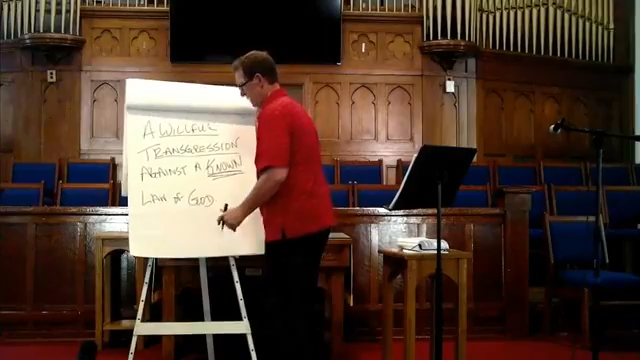 A WILLFUL
TRANSGRESSION
AGAINST A KNOWN
LAW OF GOD